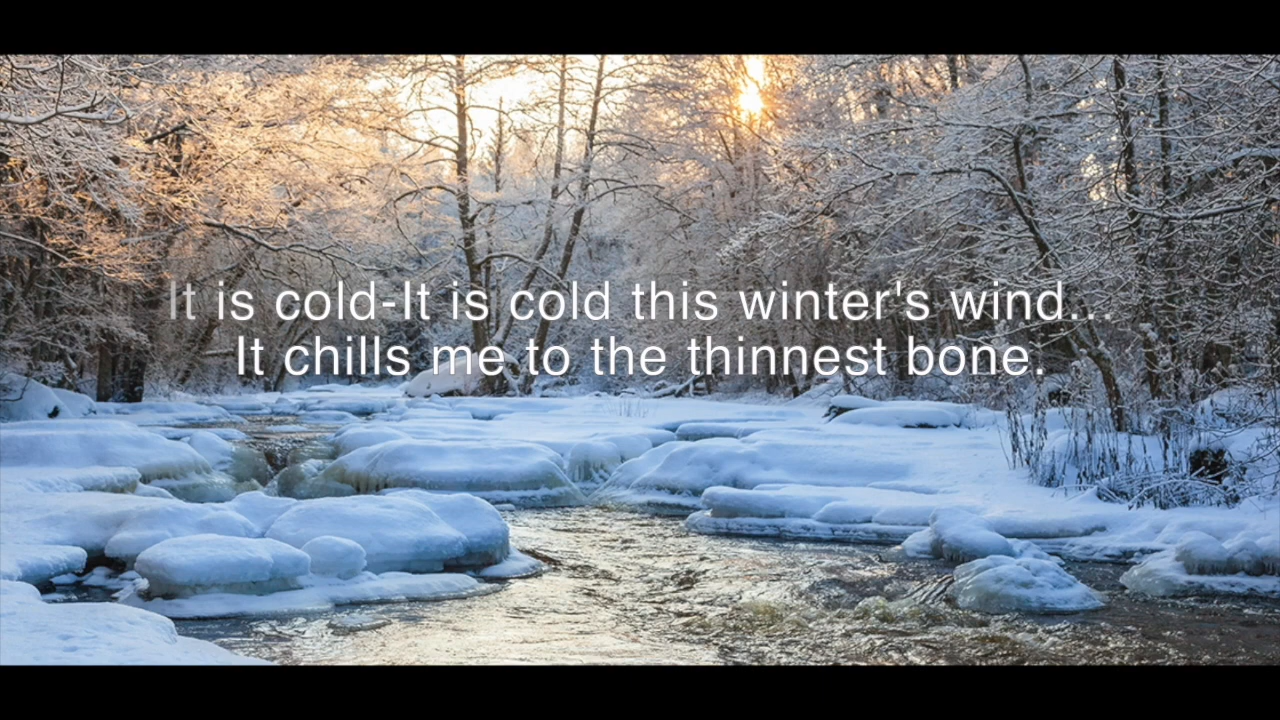 It is cold-It is cold this winter's wind...
It chills me to the thinnest bone.